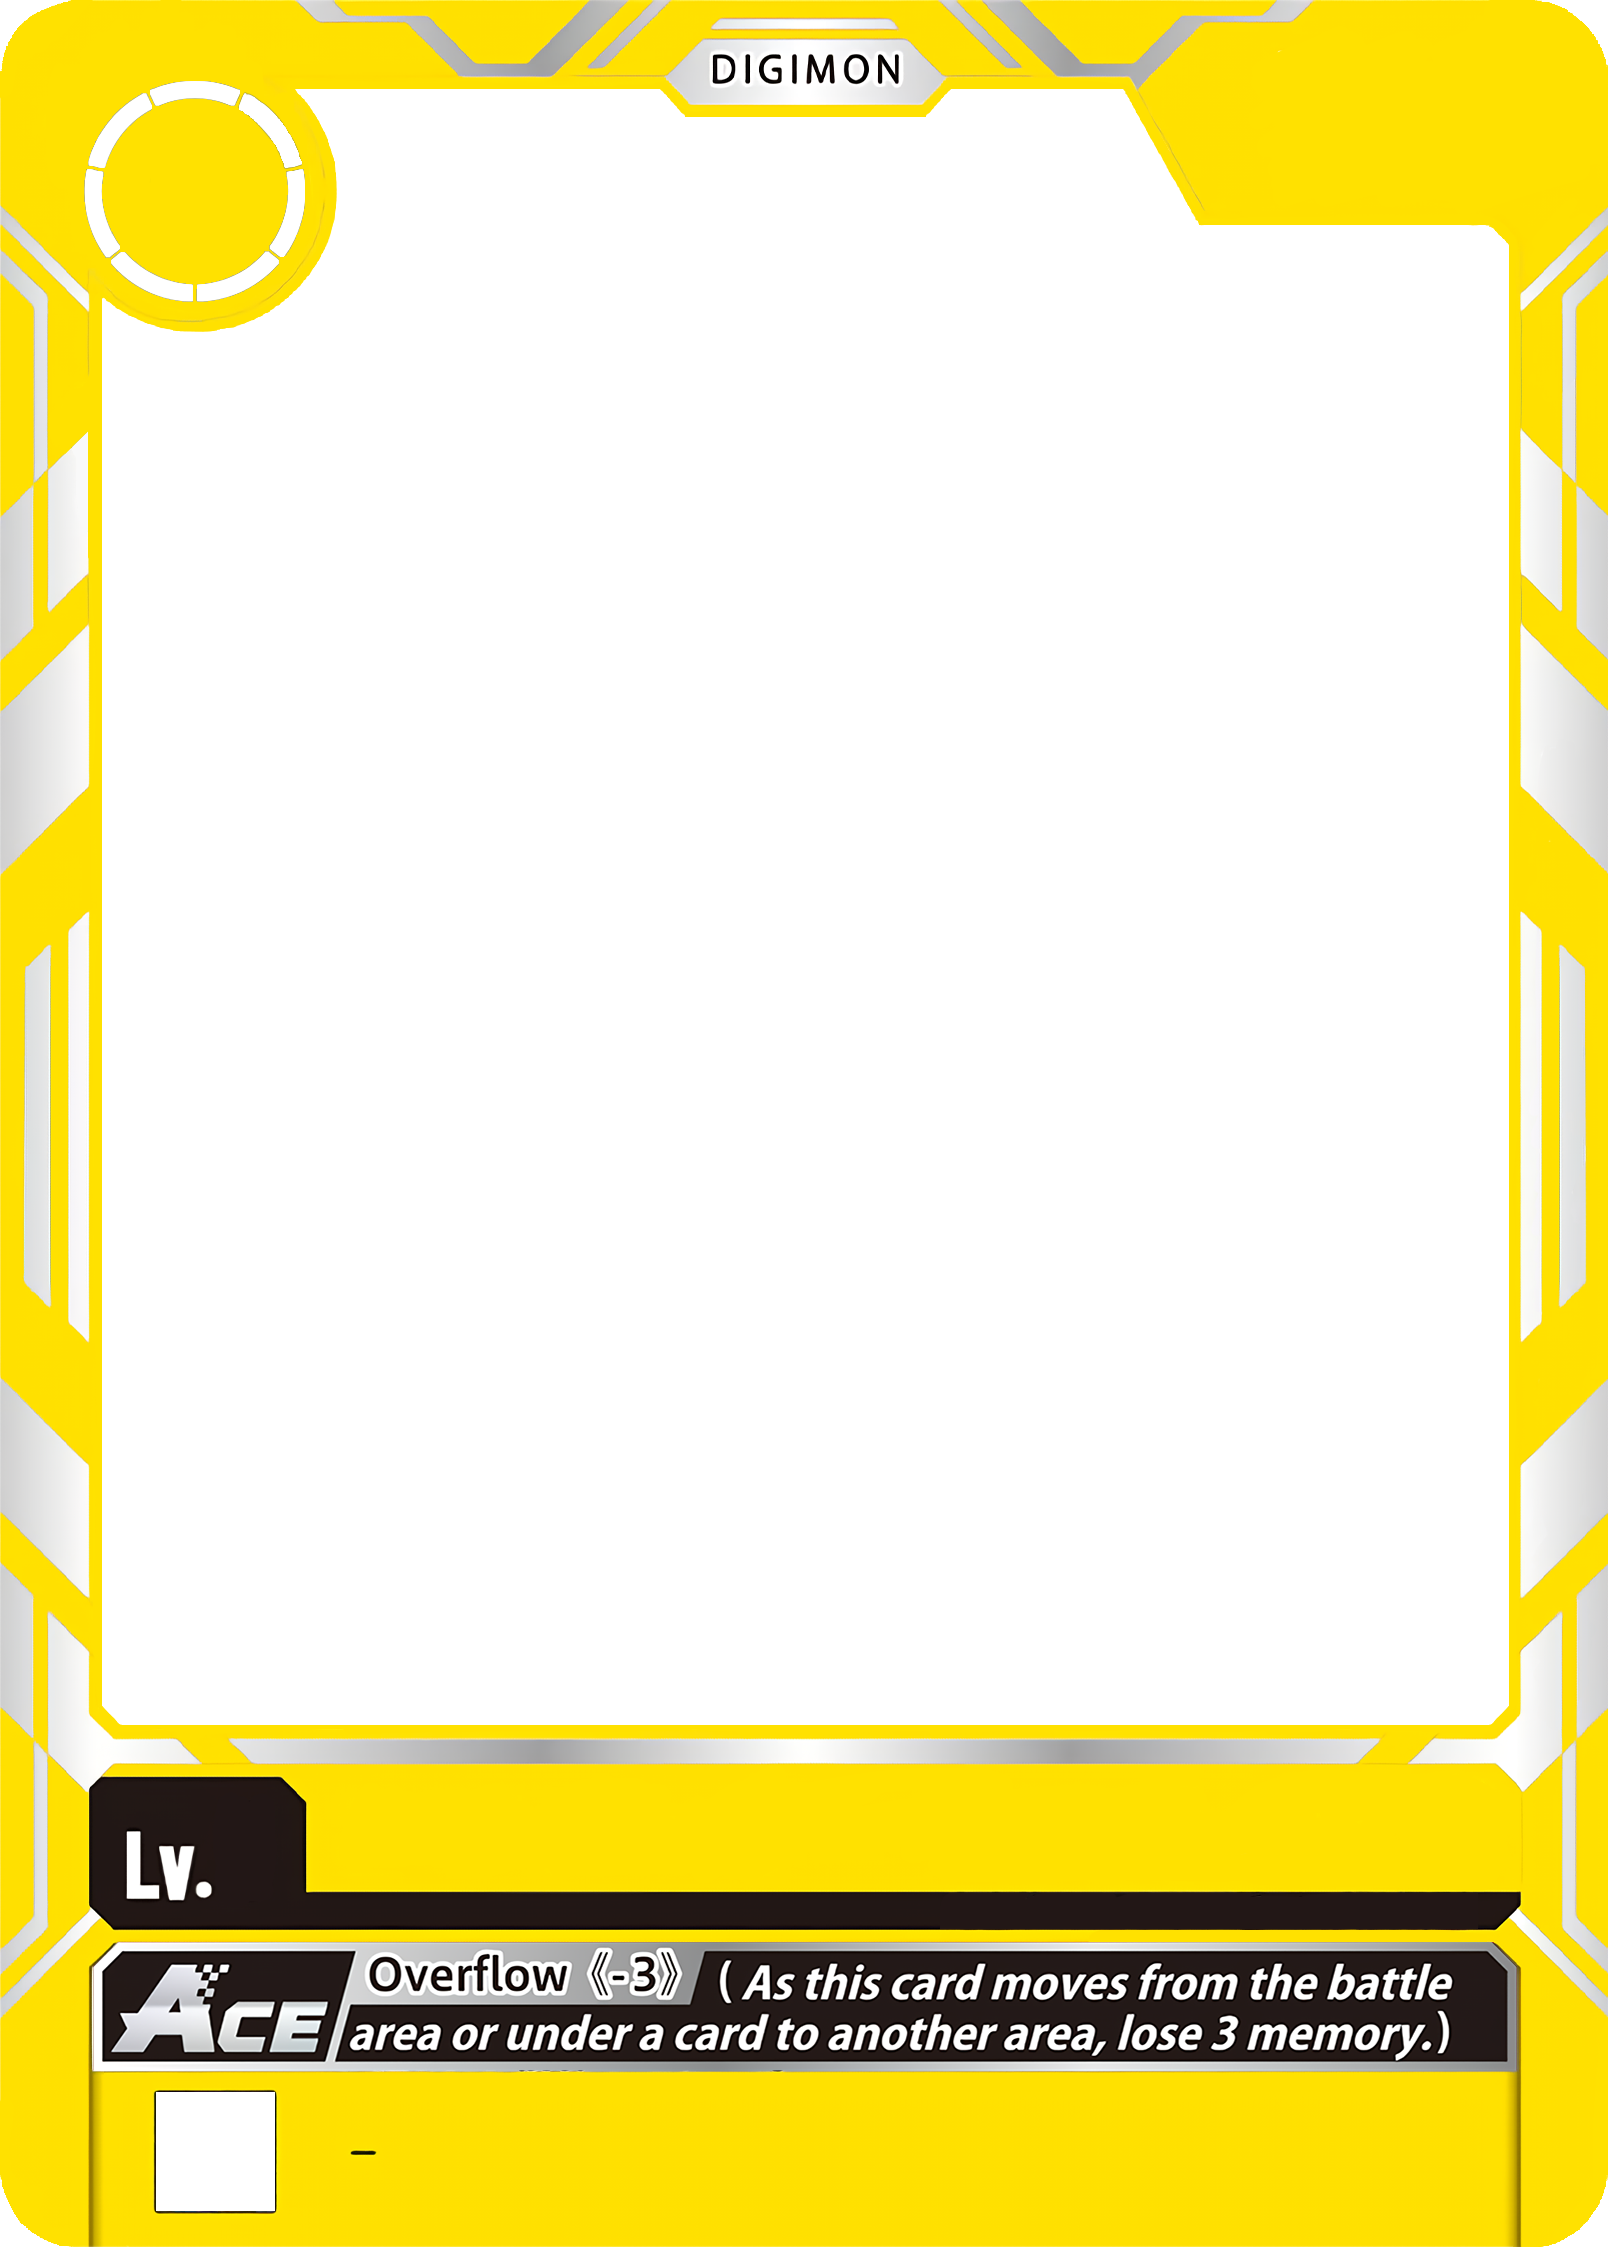 DIGIMON
Lv.
ACE Overflow 《-3》 ( As this card moves from the battle
area or under a card to another area, lose 3 memory.)
–